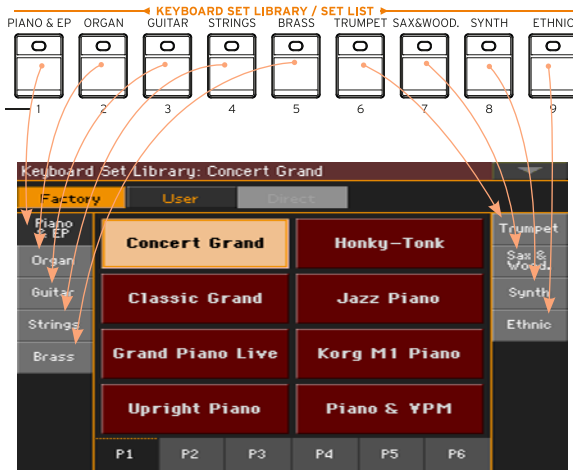 KEYBOARD SET LIBRARY / SET LIST
PIANO & EP ORGAN GUITAR STRINGS BRASS TRUMPET SAX&WOOD. SYNTH ETHNIC
1 2 3 4 5 6 7 8 9
Keyboard Set Library: Concert Grand
Factory User Direct
Piano & EP
Organ
Guitar
Strings
Brass
Concert Grand Honky-Tonk
Classic Grand Jazz Piano
Grand Piano Live Korg M1 Piano
Upright Piano Piano & ¥PM
Trumpet
Sax & Wood.
Synth
Ethnic
P1 P2 P3 P4 P5 P6